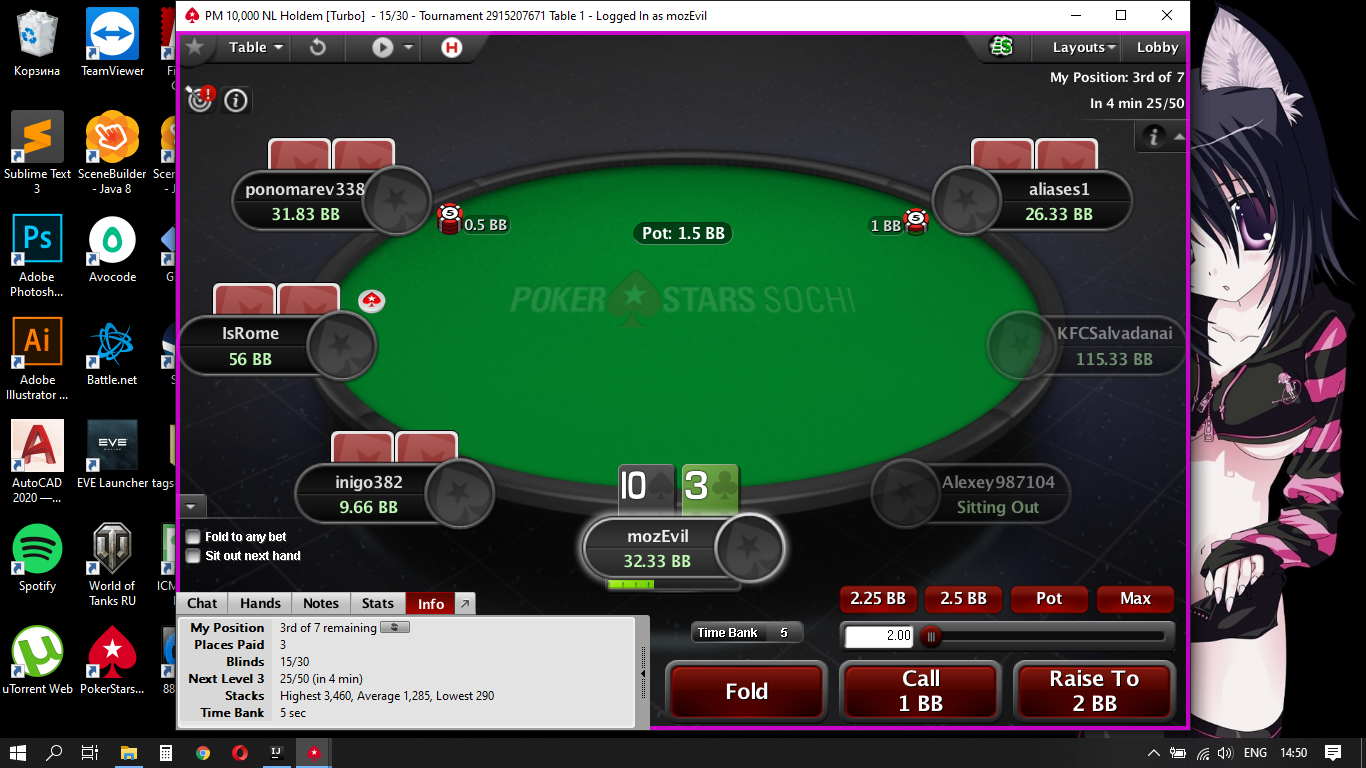 PM 10,000 NL Holdem [Turbo] - 15/30 - Tournament 2915207671 Table 1 - Logged In as mozEvil
Корзина
TeamViewer
Sublime Text
3
SceneBuilder
- Java 8
Adobe
Photosh...
Avocode
Adobe
Illustrator ...
Battle.net
AutoCAD
2020 —...
EVE Launcher
tags
Spotify
World of
Tanks RU
uTorrent Web
PokerStars...
Table
H
Layouts
Lobby
My Position: 3rd of 7
In 4 min 25/50
ponomarev338
31.83 BB
5
0.5 BB
Pot: 1.5 BB
1 BB
5
aliases1
26.33 BB
POKER STARS SOCHI
IsRome
56 BB
KFCSalvadanai
115.33 BB
inigo382
9.66 BB
10
3
mozEvil
32.33 BB
Alexey987104
Sitting Out
Fold to any bet
Sit out next hand
Chat
Hands
Notes
Stats
Info
My Position 3rd of 7 remaining
Places Paid 3
Blinds 15/30
Next Level 3 25/50 (in 4 min)
Stacks Highest 3,460, Average 1,285, Lowest 290
Time Bank 5 sec
2.25 BB
2.5 BB
Pot
Max
Time Bank 5
2.00
Fold
Call
1 BB
Raise To
2 BB
ENG
14:50